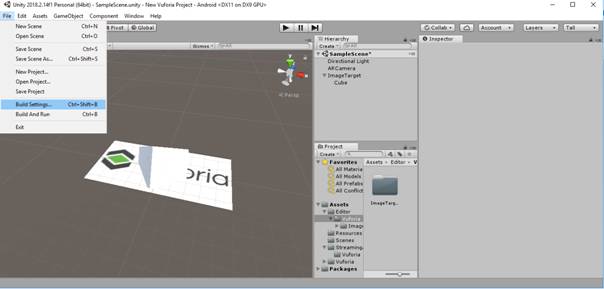 Unity 2018.2.14f1 Personal (64bit) - SampleScene.unity - New Vuforia Project - Android <DX11 on DX9 GPU>
File Edit Assets GameObject Component Window Help
New Scene Ctrl+N
Open Scene Ctrl+O
Save Scene Ctrl+S
Save Scene As... Ctrl+Shift+S
New Project...
Open Project...
Save Project
Build Settings... Ctrl+Shift+B
Build And Run Ctrl+B
Exit
Pivot Global
Collab Account Layers Tall
Gizmos All
Persp
oria
Hierarchy
Create All
SampleScene*
Directional Light
ARCamera
ImageTarget
Cube
Inspector
Project
Create
Favorites
All Materia
All Models
All Prefabs
All Conflict
Assets
Editor
Vuforia
Image
Resources
Scenes
Streaming
Vuforia
Vuforia
Packages
Assets Editor V
ImageTarg...